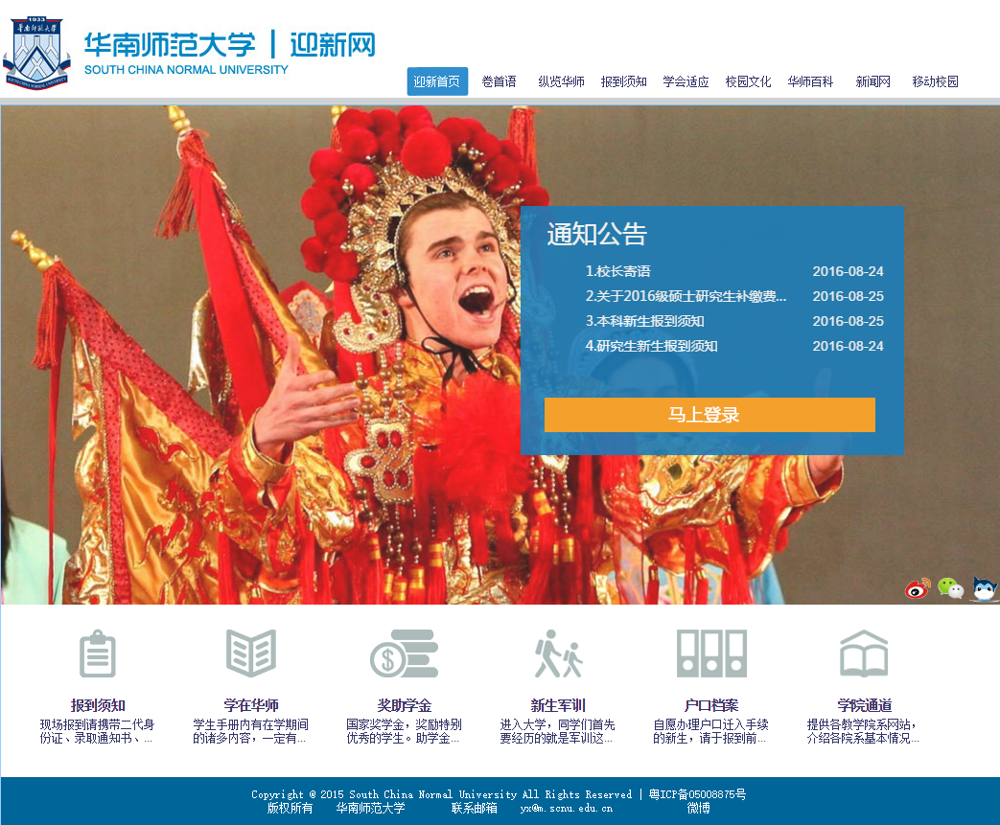 1933
华南师范大学
华南师范大学 | 迎新网
SOUTH CHINA NORMAL UNIVERSITY
迎新首页 卷首语 纵览华师 报到须知 学会适应 校园文化 华师百科 新闻网 移动校园
通知公告
1.校长寄语 2016-08-24
2.关于2016级硕士研究生补缴费... 2016-08-25
3.本科新生报到须知 2016-08-25
4.研究生新生报到须知 2016-08-24
马上登录
报到须知
现场报到请携带二代身
份证、录取通知书、...
学在华师
学生手册内有在学期间
的诸多内容，一定有...
奖助学金
国家奖学金，奖励特别
优秀的学生。助学金...
新生军训
进入大学，同学们首先
要经历的就是军训这...
户口档案
自愿办理户口迁入手续
的新生，请于报到前...
学院通道
提供各教学院系网站，
介绍各院系基本情况...
Copyright @ 2015 South China Normal University All Rights Reserved | 粤ICP备05008875号
版权所有 华南师范大学 联系邮箱 yx@m.scnu.edu.cn 微博